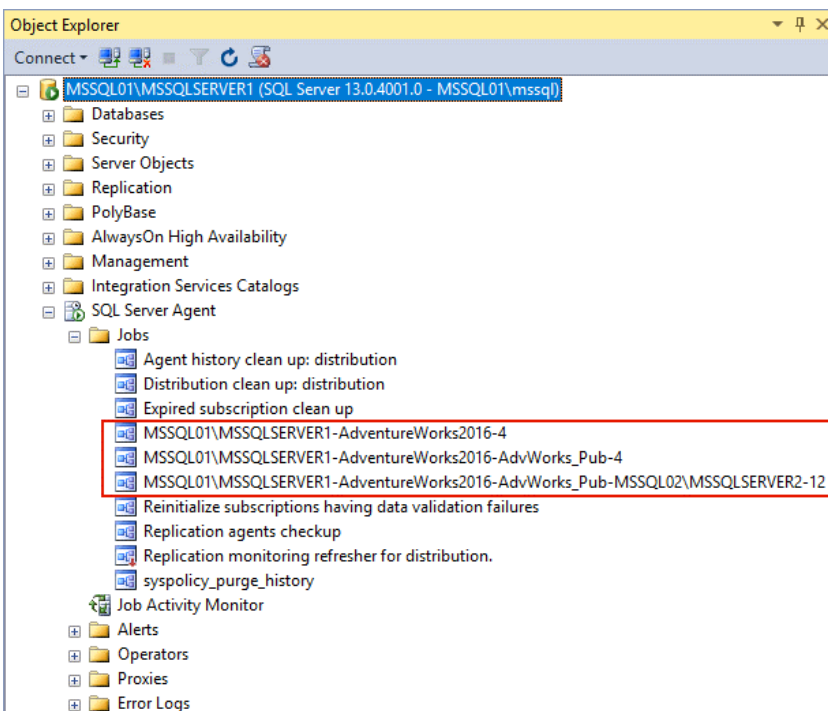 Object Explorer
Connect
MSSQL01\MSSQLSERVER1 (SQL Server 13.0.4001.0 - MSSQL01\mssql)
Databases
Security
Server Objects
Replication
PolyBase
AlwaysOn High Availability
Management
Integration Services Catalogs
SQL Server Agent
Jobs
Agent history clean up: distribution
Distribution clean up: distribution
Expired subscription clean up
MSSQL01\MSSQLSERVER1-AdventureWorks2016-4
MSSQL01\MSSQLSERVER1-AdventureWorks2016-AdvWorks_Pub-4
MSSQL01\MSSQLSERVER1-AdventureWorks2016-AdvWorks_Pub-MSSQL02\MSSQLSERVER2-12
Reinitialize subscriptions having data validation failures
Replication agents checkup
Replication monitoring refresher for distribution.
syspolicy_purge_history
Job Activity Monitor
Alerts
Operators
Proxies
Error Logs